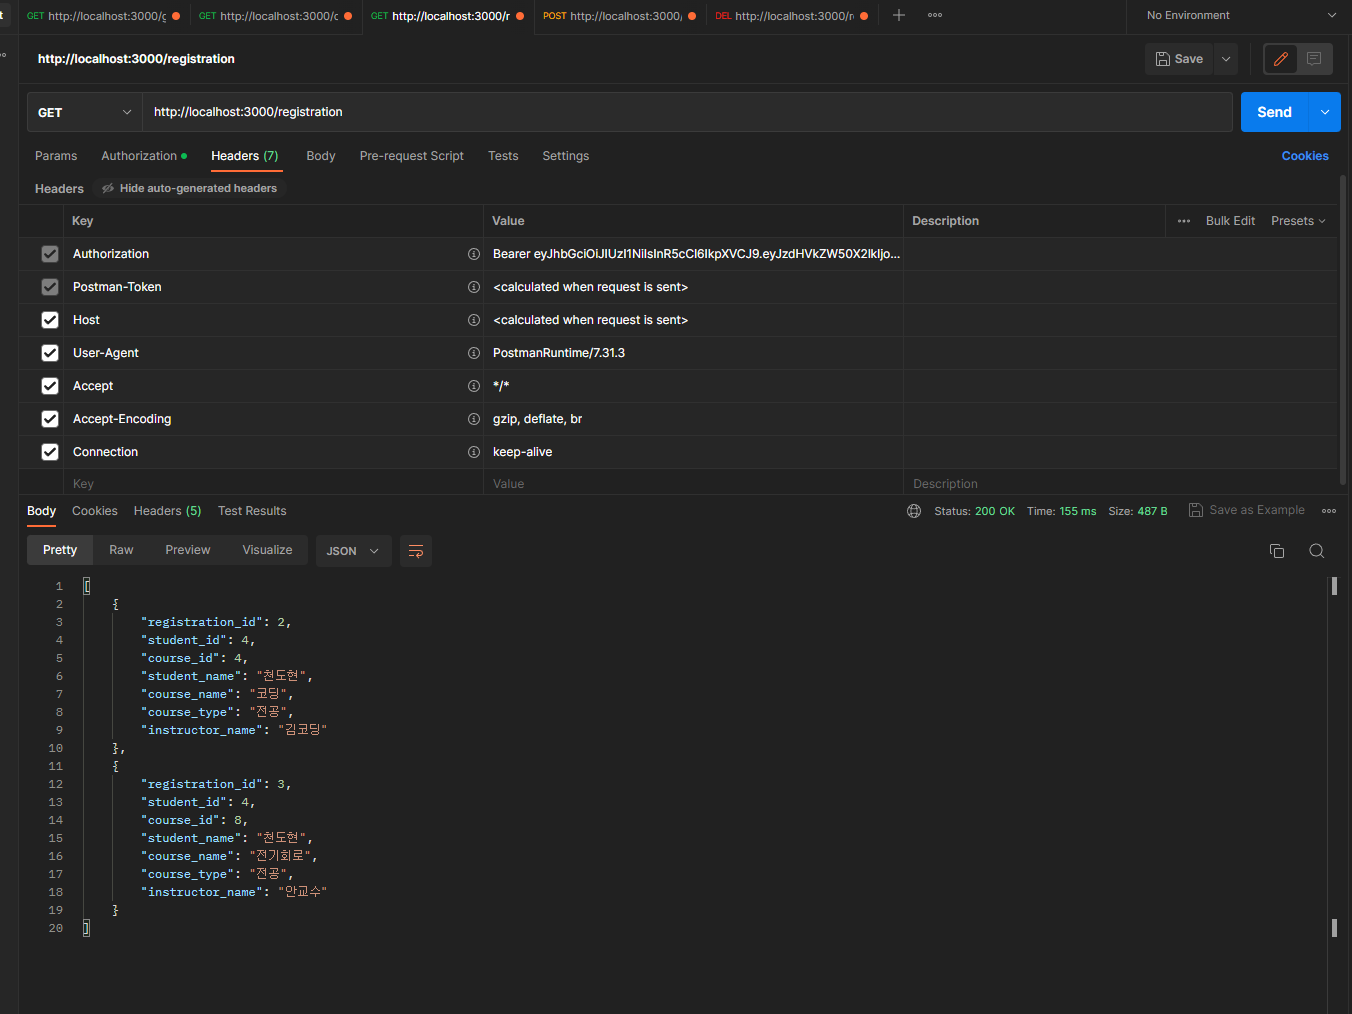 GET http://localhost:3000/g
GET http://localhost:3000/c
GET http://localhost:3000/r
POST http://localhost:3000/
DEL http://localhost:3000/r
No Environment
http://localhost:3000/registration
Save
GET
http://localhost:3000/registration
Send
Params Authorization Headers (7) Body Pre-request Script Tests Settings Cookies
Headers Hide auto-generated headers
Key Value Description Bulk Edit Presets
Authorization Bearer eyJhbGciOiJIUzI1NiIsInR5cCI6IkpXVCJ9.eyJzdHVkZW50X2lkIjo...
Postman-Token <calculated when request is sent>
Host <calculated when request is sent>
User-Agent PostmanRuntime/7.31.3
Accept */*
Accept-Encoding gzip, deflate, br
Connection keep-alive
Key Value Description
Body Cookies Headers (5) Test Results Status: 200 OK Time: 155 ms Size: 487 B Save as Example
Pretty Raw Preview Visualize JSON
1 [
2 {
3 "registration_id": 2,
4 "student_id": 4,
5 "course_id": 4,
6 "student_name": "천도현",
7 "course_name": "코딩",
8 "course_type": "전공",
9 "instructor_name": "김코딩"
10 },
11 {
12 "registration_id": 3,
13 "student_id": 4,
14 "course_id": 8,
15 "student_name": "천도현",
16 "course_name": "전기회로",
17 "course_type": "전공",
18 "instructor_name": "안교수"
19 }
20 ]